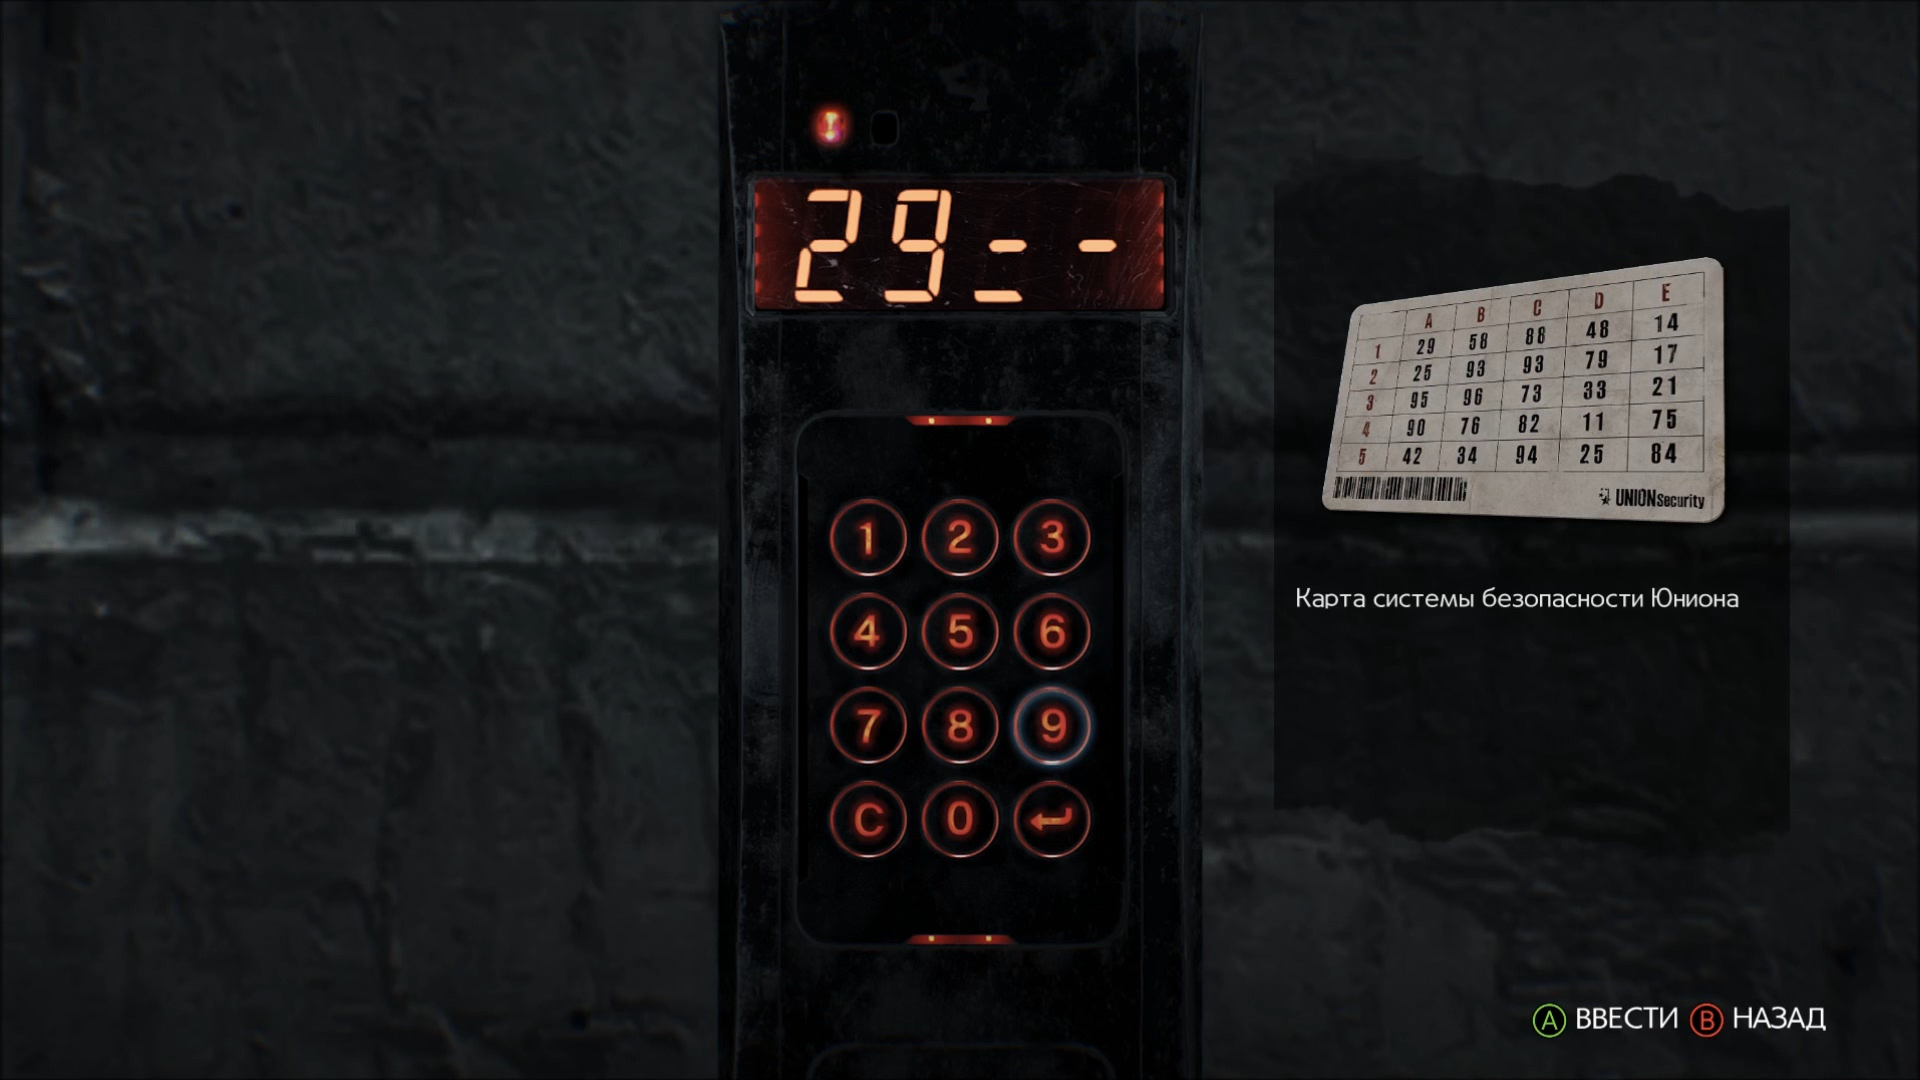 29= -
1 2 3
4 5 6
7 8 9
C 0
A B C D E
1 29 58 88 48 14
2 25 93 93 79 17
3 95 96 73 33 21
4 90 76 82 11 75
5 42 34 94 25 84
UNION Security
Карта системы безопасности Юниона
A ВВЕСТИ B НАЗАД